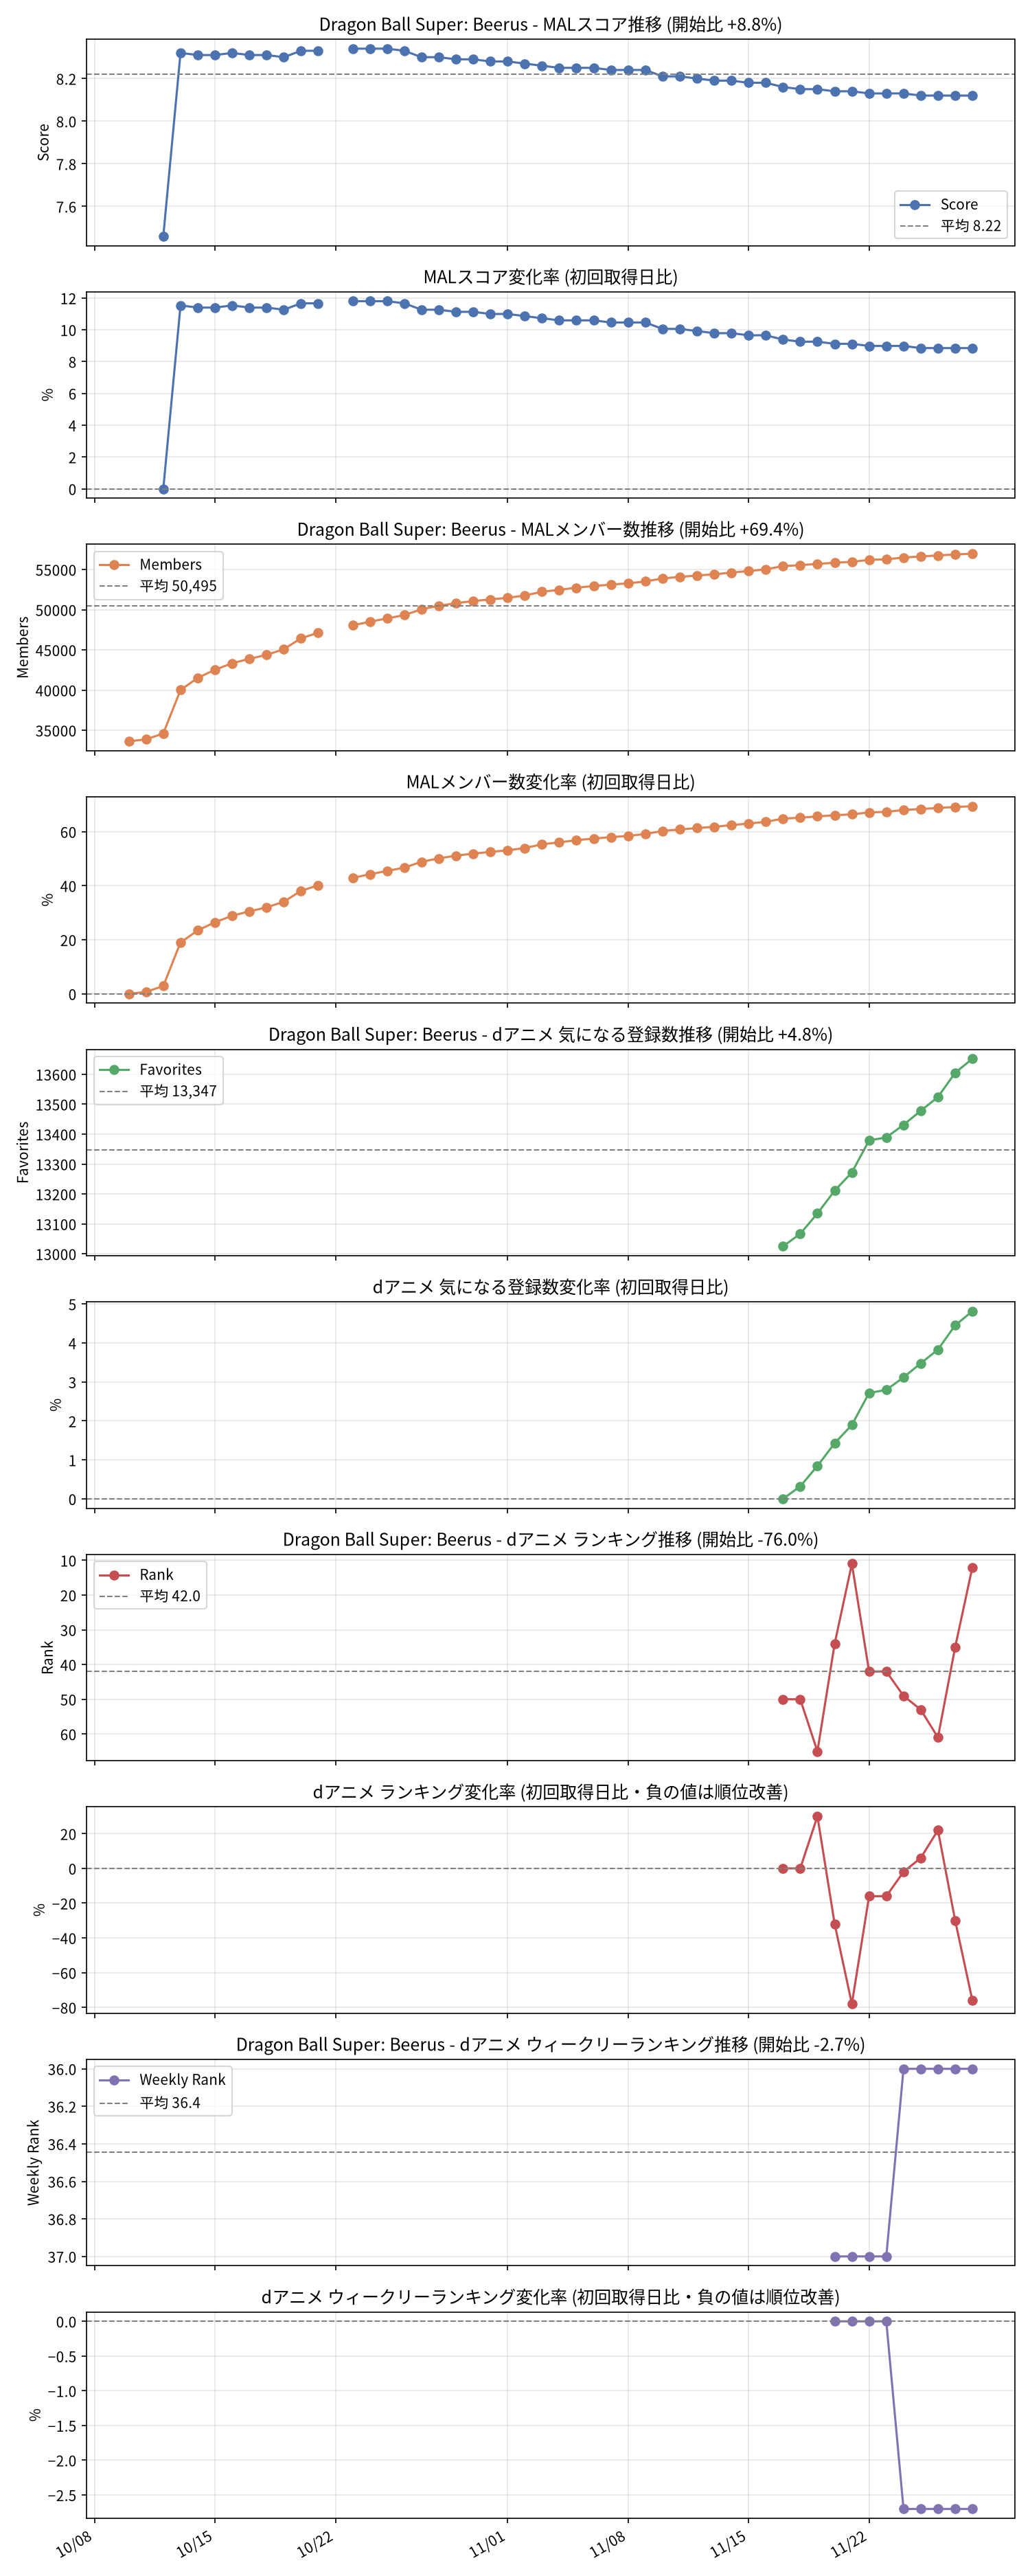 Dragon Ball Super: Beerus - MALスコア推移 (開始比 +8.8%)
8.2
8.0
7.8
7.6
Score
Score
平均 8.22
MALスコア変化率 (初回取得日比)
12
10
8
6
4
2
0
%
Dragon Ball Super: Beerus - MALメンバー数推移 (開始比 +69.4%)
Members
平均 50,495
55000
50000
45000
40000
35000
Members
MALメンバー数変化率 (初回取得日比)
60
40
20
0
%
Dragon Ball Super: Beerus - dアニメ 気になる登録数推移 (開始比 +4.8%)
Favorites
平均 13,347
13600
13500
13400
13300
13200
13100
13000
Favorites
dアニメ 気になる登録数変化率 (初回取得日比)
5
4
3
2
1
0
%
Dragon Ball Super: Beerus - dアニメ ランキング推移 (開始比 -76.0%)
Rank
平均 42.0
10
20
30
40
50
60
Rank
dアニメ ランキング変化率 (初回取得日比・負の値は順位改善)
20
0
−20
−40
−60
−80
%
Dragon Ball Super: Beerus - dアニメ ウィークリーランキング推移 (開始比 -2.7%)
Weekly Rank
平均 36.4
36.0
36.2
36.4
36.6
36.8
37.0
Weekly Rank
dアニメ ウィークリーランキング変化率 (初回取得日比・負の値は順位改善)
0.0
−0.5
−1.0
−1.5
−2.0
−2.5
%
10/08
10/15
10/22
11/01
11/08
11/15
11/22